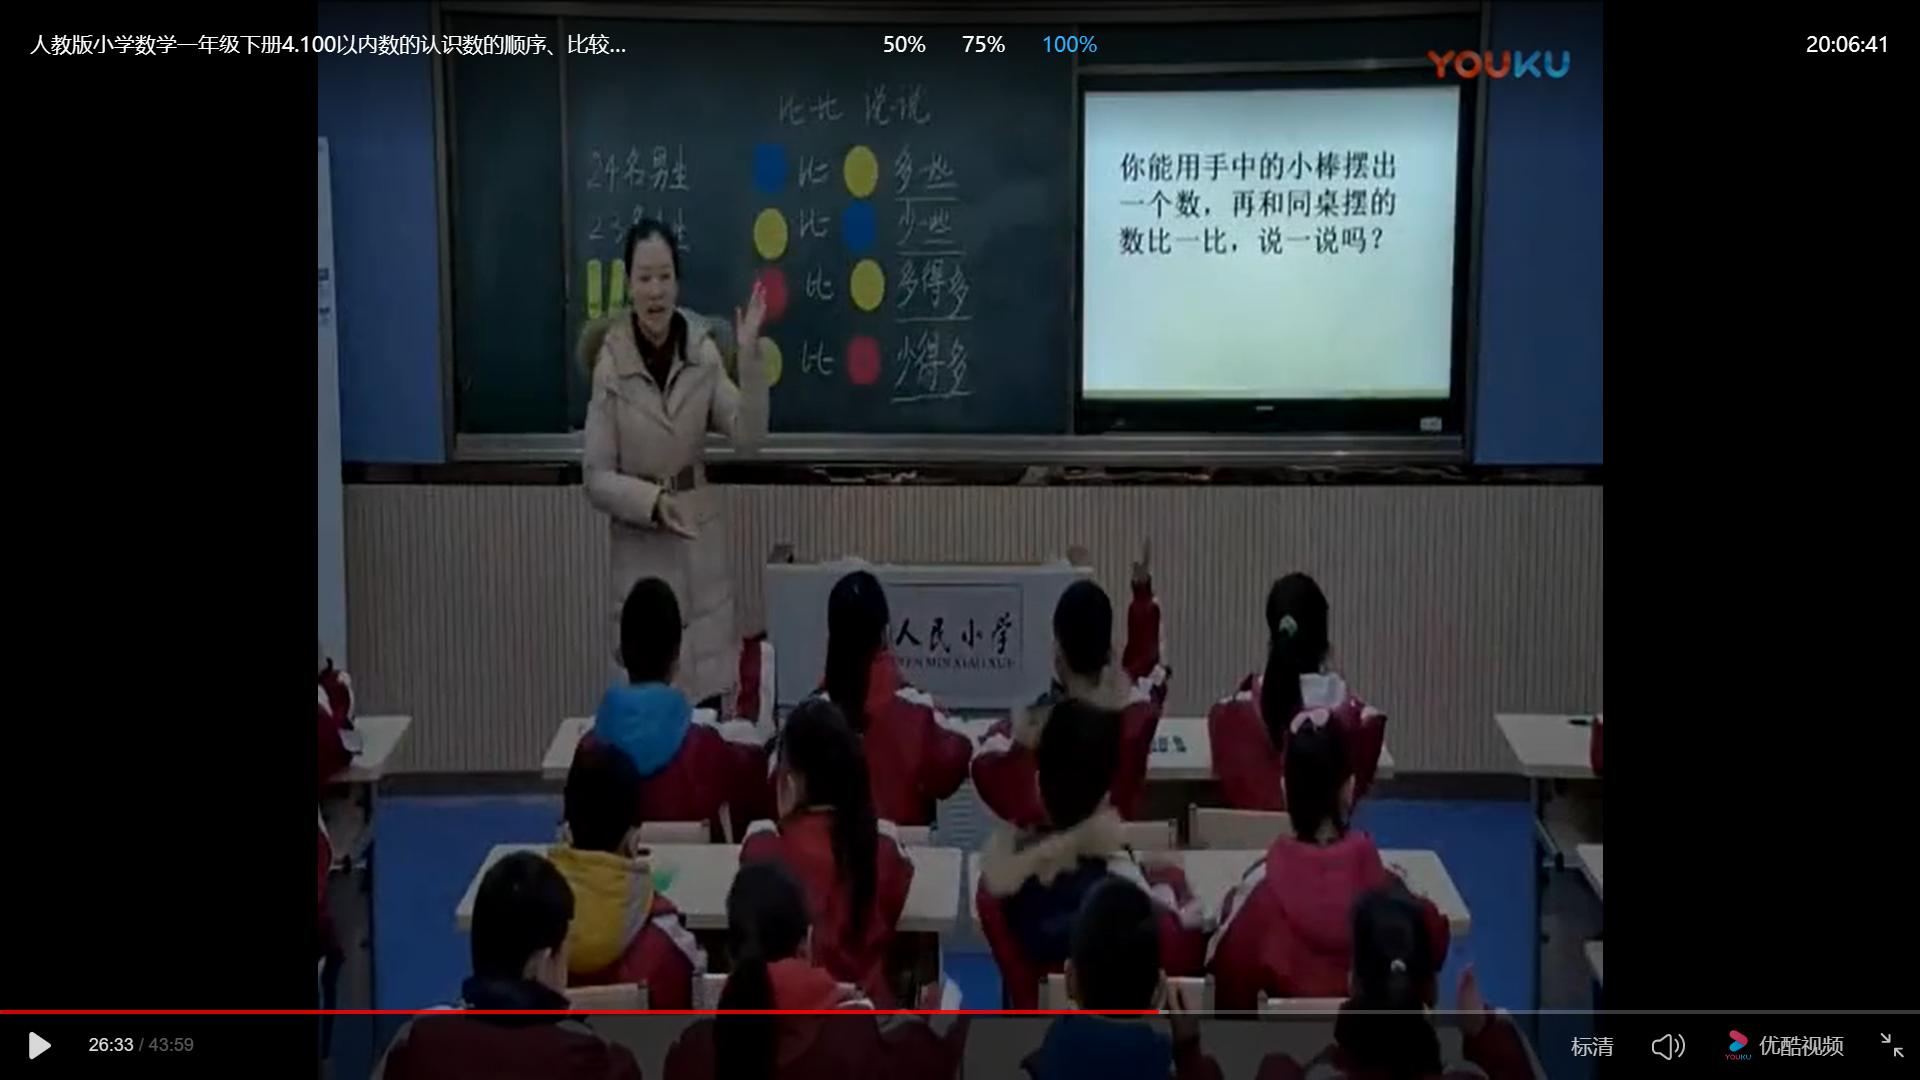 人教版小学数学一年级下册4.100以内数的认识数的顺序、比较...
50% 75% 100%
20:06:41
YOUKU
比一比 说一说
24名男生
比 多一些
比 少一些
比 多得多
比 少得多
你能用手中的小棒摆出
一个数，再和同桌摆的
数比一比，说一说吗？
人民小学
REN MIN XIAO XUE
26:33 / 43:59
标清
YOUKU
优酷视频